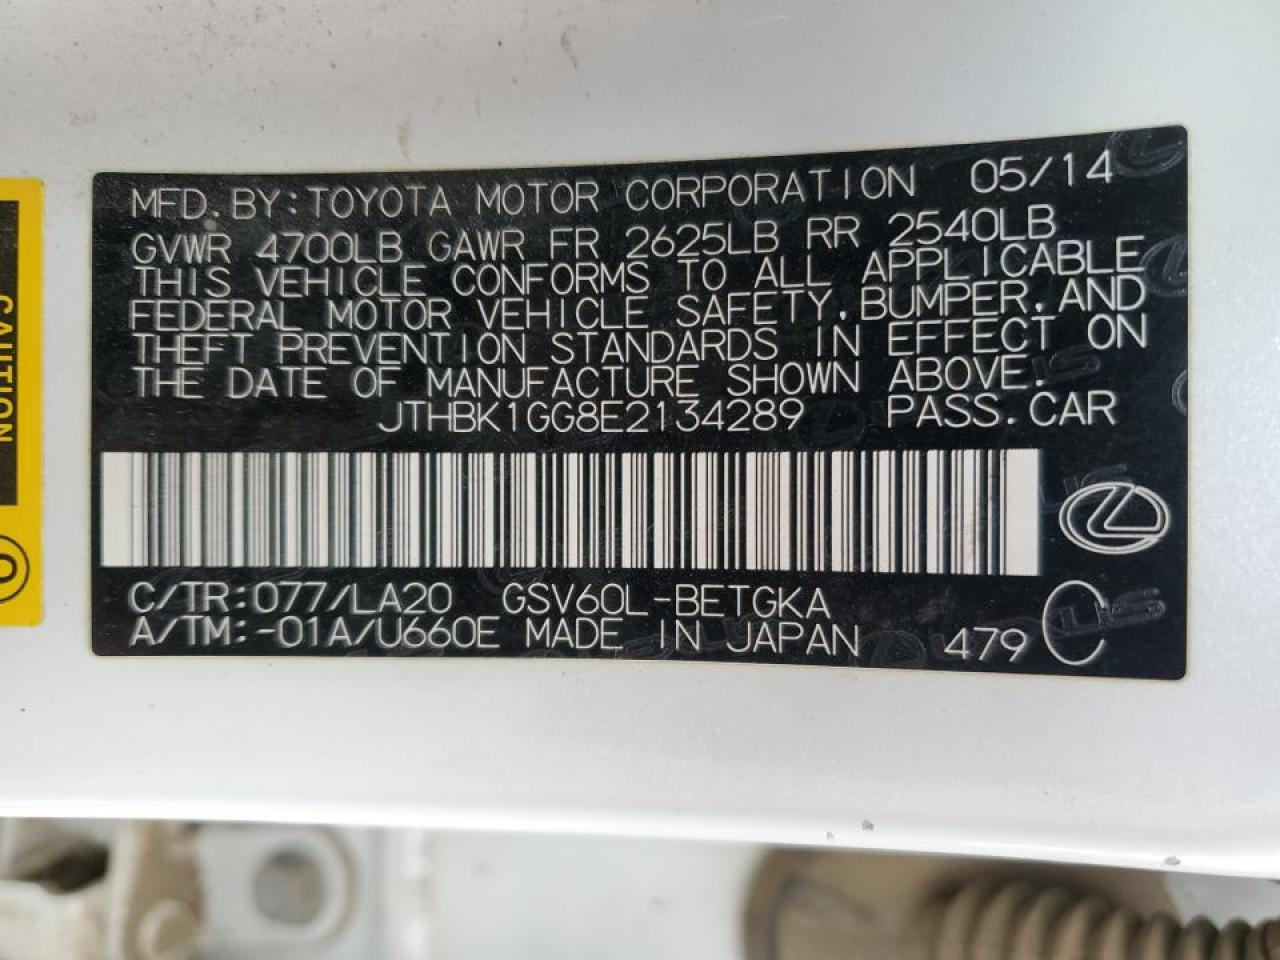 MFD.BY:TOYOTA MOTOR CORPORATION 05/14
GVWR 4700LB GAWR FR 2625LB RR 2540LB
THIS VEHICLE CONFORMS TO ALL APPLICABLE
FEDERAL MOTOR VEHICLE SAFETY,BUMPER,AND
THEFT PREVENTION STANDARDS IN EFFECT ON
THE DATE OF MANUFACTURE SHOWN ABOVE.
JTHBK1GG8E2134289 PASS.CAR
C/TR:077/LA20 GSV60L-BETGKA
A/TM:-01A/U660E MADE IN JAPAN 479 C
CAUTION